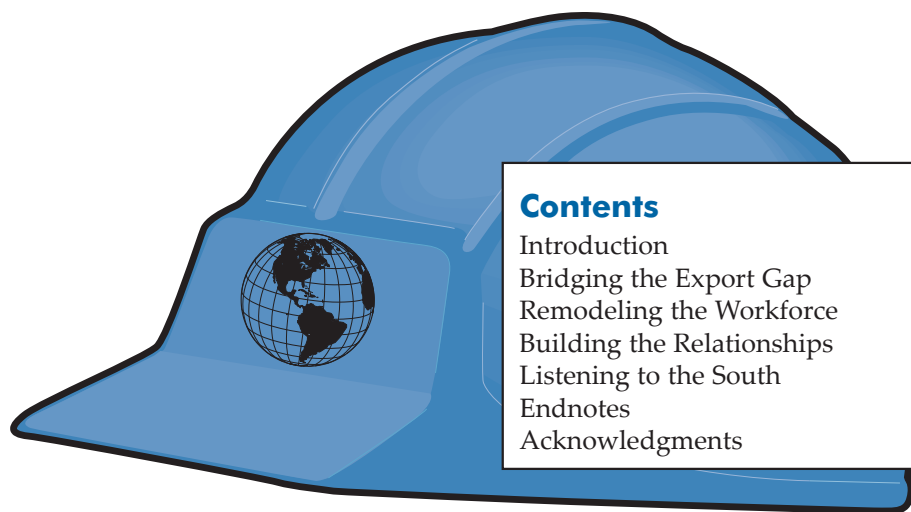 Contents
Introduction
Bridging the Export Gap
Remodeling the Workforce
Building the Relationships
Listening to the South
Endnotes
Acknowledgments